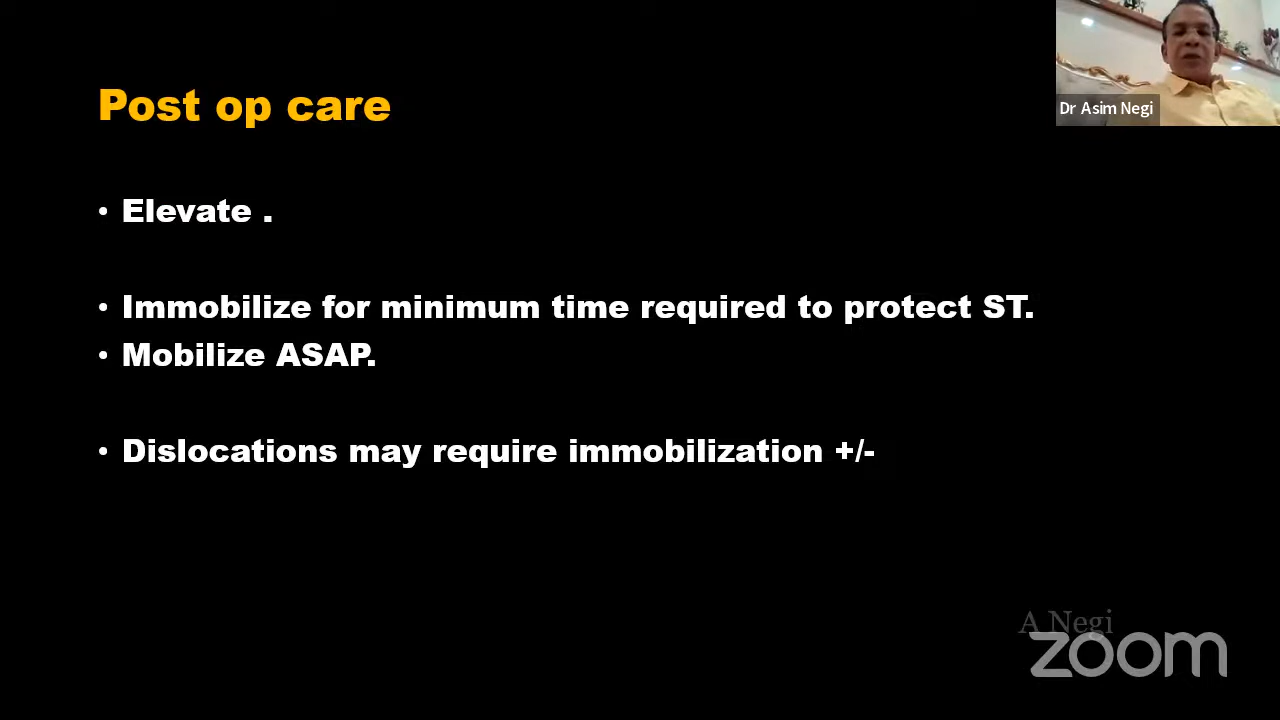 Post op care
Dr Asim Negi
• Elevate .
• Immobilize for minimum time required to protect ST.
• Mobilize ASAP.
• Dislocations may require immobilization +/-
A Negi
zoom